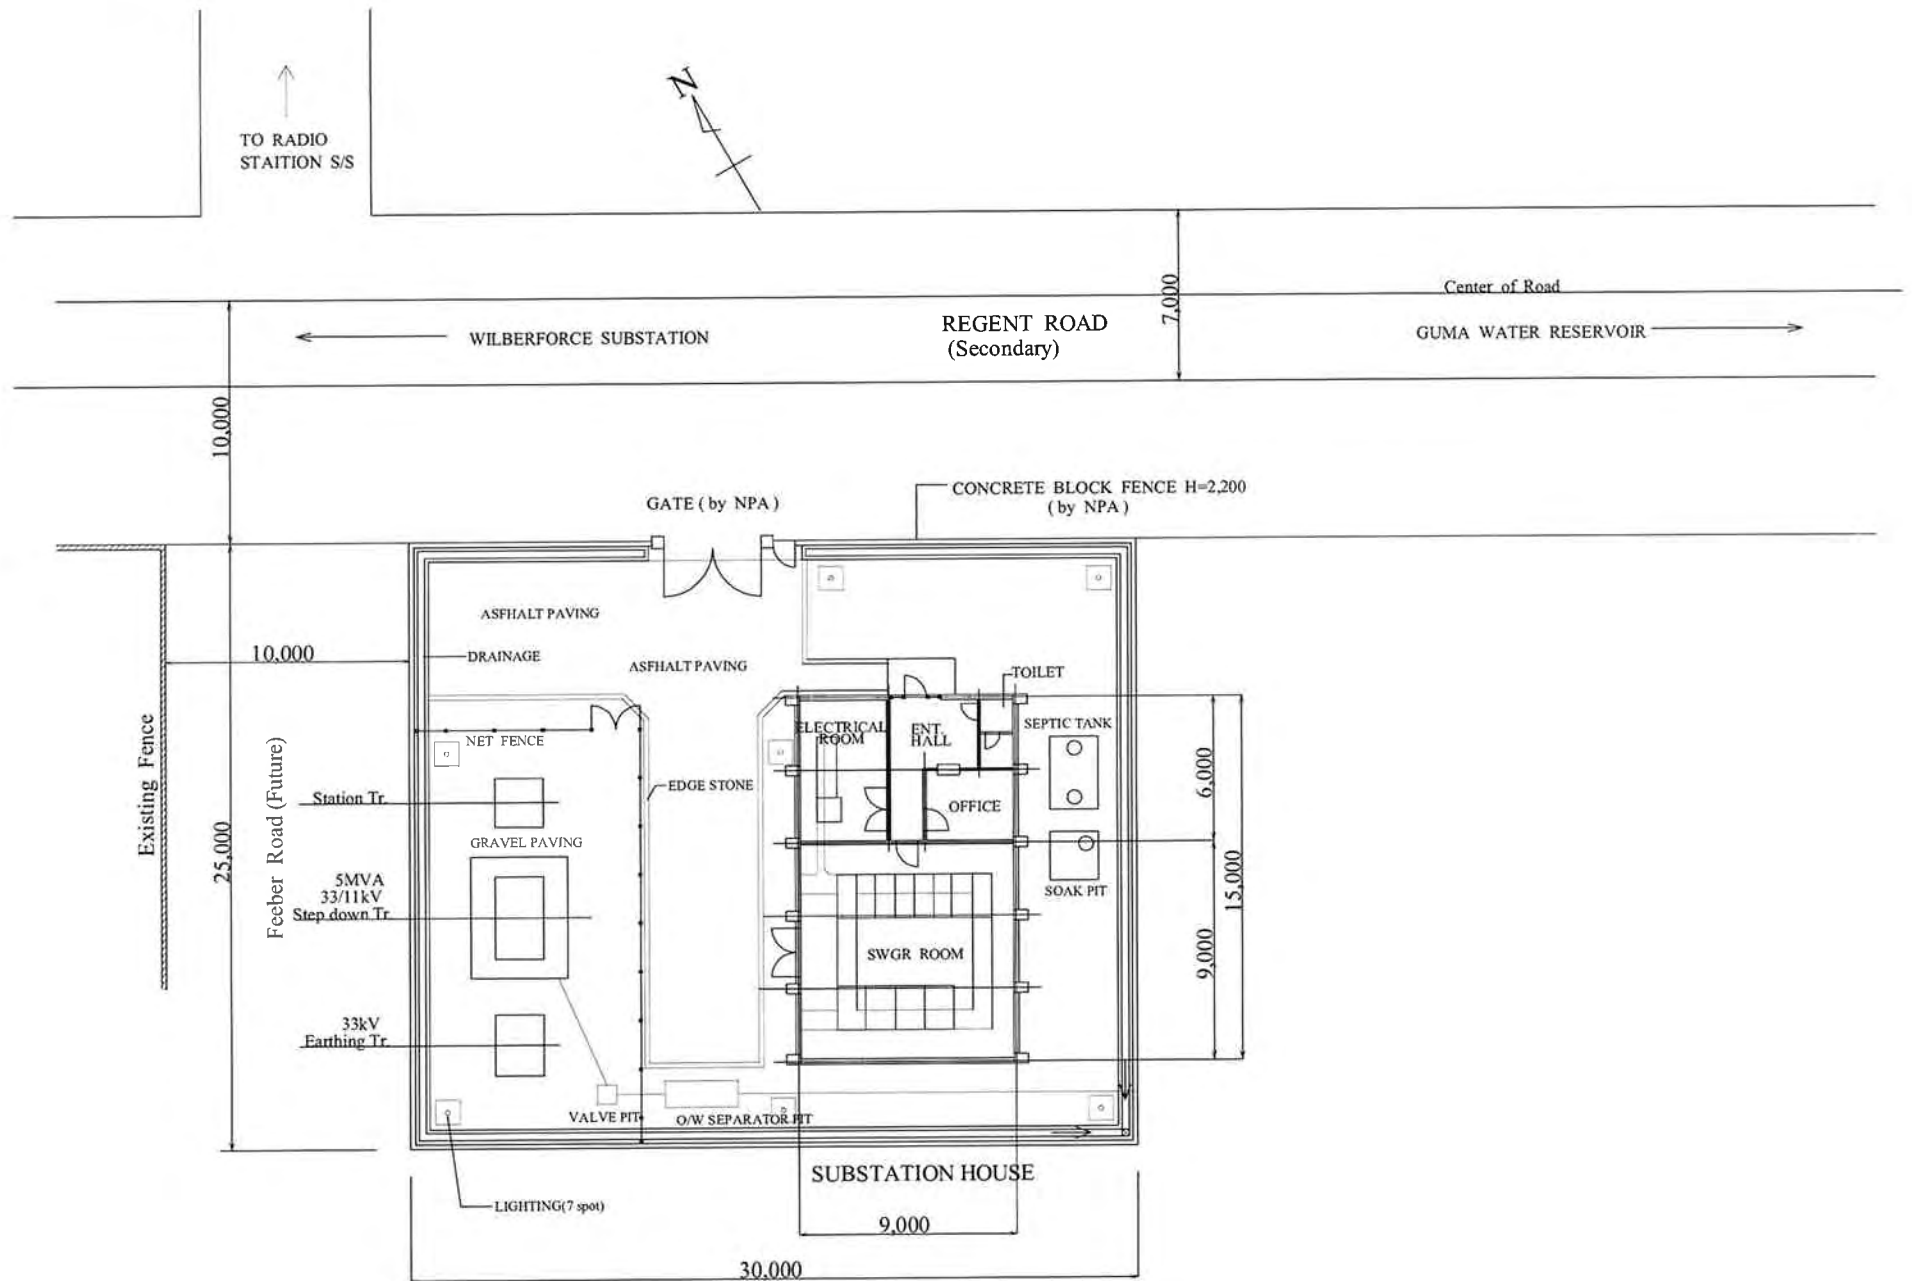 N
TO RADIO
STAITION S/S
Center of Road
7,000
REGENT ROAD
(Secondary)
WILBERFORCE SUBSTATION
GUMA WATER RESERVOIR
10,000
CONCRETE BLOCK FENCE H=2,200
( by NPA )
GATE ( by NPA )
ASFHALT PAVING
DRAINAGE
10,000
ASFHALT PAVING
TOILET
SEPTIC TANK
ELECTRICAL
ROOM
ENT.
HALL
NET FENCE
Existing Fence
Feeber Road (Future)
25,000
Station Tr.
EDGE STONE
OFFICE
6,000
GRAVEL PAVING
5MVA
33/11kV
Step down Tr.
SOAK PIT
15,000
SWGR ROOM
9,000
33kV
Earthing Tr.
VALVE PIT
O/W SEPARATOR PIT
SUBSTATION HOUSE
LIGHTING(7 spot)
9,000
30,000